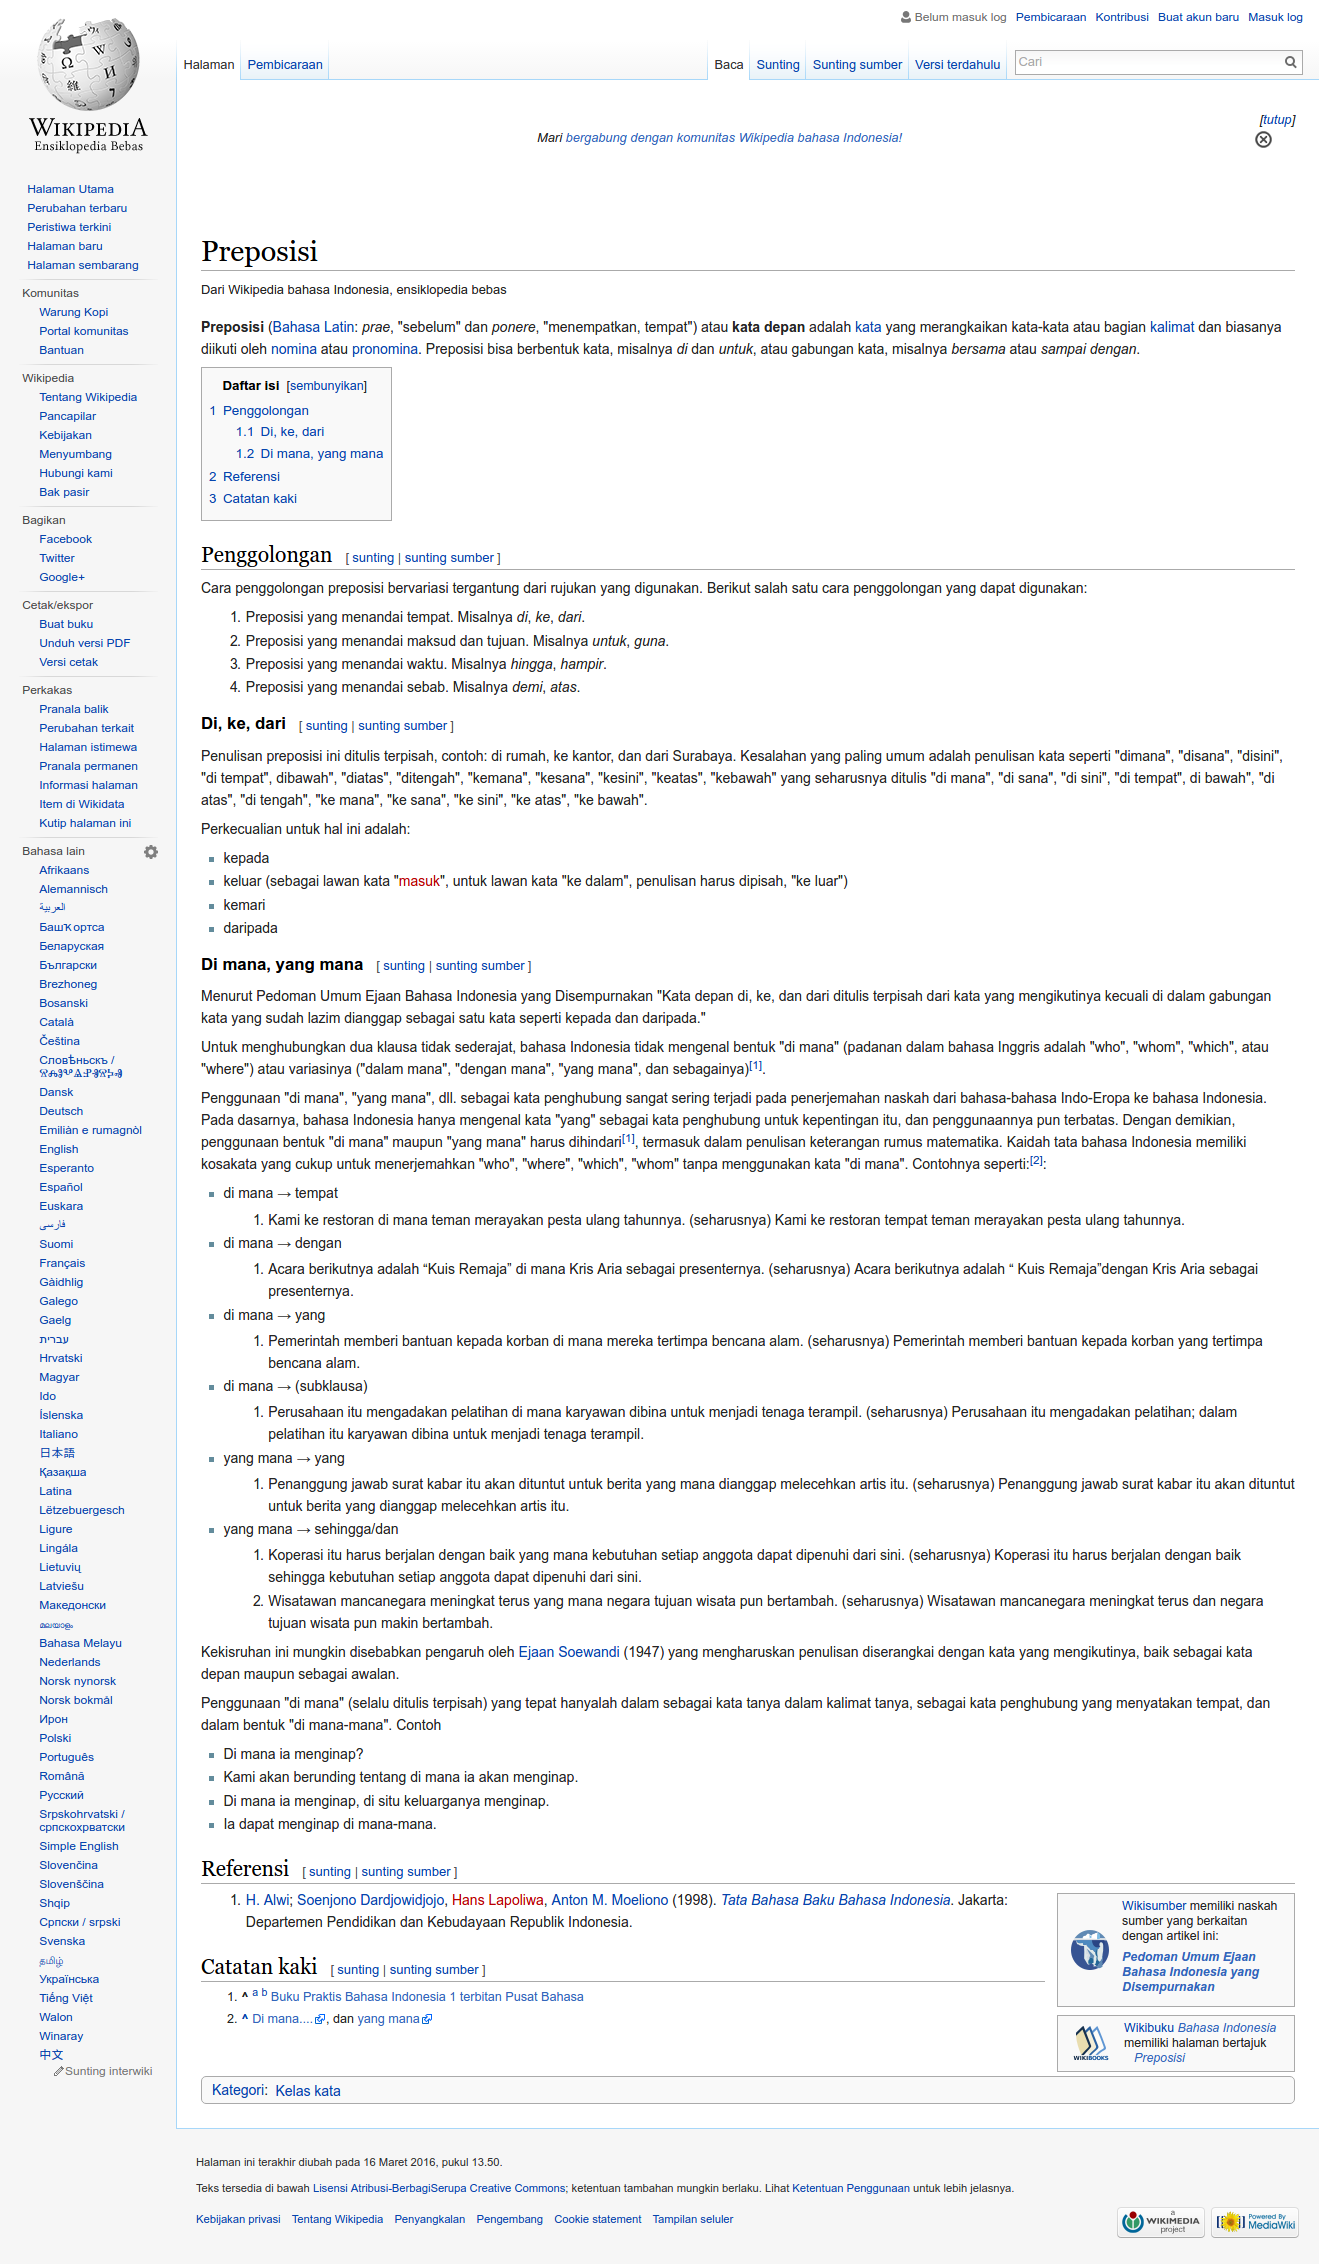 Belum masuk log Pembicaraan Kontribusi Buat akun baru Masuk log
Halaman Pembicaraan Baca Sunting Sunting sumber Versi terdahulu Cari
WIKIPEDIA
Ensiklopedia Bebas
Halaman Utama
Perubahan terbaru
Peristiwa terkini
Halaman baru
Halaman sembarang
Komunitas
Warung Kopi
Portal komunitas
Bantuan
Wikipedia
Tentang Wikipedia
Pancapilar
Kebijakan
Menyumbang
Hubungi kami
Bak pasir
Bagikan
Facebook
Twitter
Google+
Cetak/ekspor
Buat buku
Unduh versi PDF
Versi cetak
Perkakas
Pranala balik
Perubahan terkait
Halaman istimewa
Pranala permanen
Informasi halaman
Item di Wikidata
Kutip halaman ini
Bahasa lain
Afrikaans
Alemannisch
العربية
Башҡортса
Беларуская
Български
Brezhoneg
Bosanski
Català
Čeština
Словѣньскъ /
Dansk
Deutsch
Emiliàn e rumagnòl
English
Esperanto
Español
Euskara
فارسی
Suomi
Français
Gàidhlig
Galego
Gaelg
עברית
Hrvatski
Magyar
Ido
Íslenska
Italiano
日本語
Қазақша
Latina
Lëtzebuergesch
Ligure
Lingála
Lietuvių
Latviešu
Македонски
മലയാളം
Bahasa Melayu
Nederlands
Norsk nynorsk
Norsk bokmål
Ирон
Polski
Português
Română
Русский
Srpskohrvatski /
српскохрватски
Simple English
Slovenčina
Slovenščina
Shqip
Српски / srpski
Svenska
தமிழ்
Українська
Tiếng Việt
Walon
Winaray
中文
Sunting interwiki
[tutup]
Mari bergabung dengan komunitas Wikipedia bahasa Indonesia!
Preposisi
Dari Wikipedia bahasa Indonesia, ensiklopedia bebas
Preposisi (Bahasa Latin: prae, "sebelum" dan ponere, "menempatkan, tempat") atau kata depan adalah kata yang merangkaikan kata-kata atau bagian kalimat dan biasanya
diikuti oleh nomina atau pronomina. Preposisi bisa berbentuk kata, misalnya di dan untuk, atau gabungan kata, misalnya bersama atau sampai dengan.
Daftar isi [sembunyikan]
1 Penggolongan
1.1 Di, ke, dari
1.2 Di mana, yang mana
2 Referensi
3 Catatan kaki
Penggolongan [ sunting | sunting sumber ]
Cara penggolongan preposisi bervariasi tergantung dari rujukan yang digunakan. Berikut salah satu cara penggolongan yang dapat digunakan:
1. Preposisi yang menandai tempat. Misalnya di, ke, dari.
2. Preposisi yang menandai maksud dan tujuan. Misalnya untuk, guna.
3. Preposisi yang menandai waktu. Misalnya hingga, hampir.
4. Preposisi yang menandai sebab. Misalnya demi, atas.
Di, ke, dari [ sunting | sunting sumber ]
Penulisan preposisi ini ditulis terpisah, contoh: di rumah, ke kantor, dan dari Surabaya. Kesalahan yang paling umum adalah penulisan kata seperti "dimana", "disana", "disini",
"di tempat", dibawah", "diatas", "ditengah", "kemana", "kesana", "kesini", "keatas", "kebawah" yang seharusnya ditulis "di mana", "di sana", "di sini", "di tempat", di bawah", "di
atas", "di tengah", "ke mana", "ke sana", "ke sini", "ke atas", "ke bawah".
Perkecualian untuk hal ini adalah:
kepada
keluar (sebagai lawan kata "masuk", untuk lawan kata "ke dalam", penulisan harus dipisah, "ke luar")
kemari
daripada
Di mana, yang mana [ sunting | sunting sumber ]
Menurut Pedoman Umum Ejaan Bahasa Indonesia yang Disempurnakan "Kata depan di, ke, dan dari ditulis terpisah dari kata yang mengikutinya kecuali di dalam gabungan
kata yang sudah lazim dianggap sebagai satu kata seperti kepada dan daripada."
Untuk menghubungkan dua klausa tidak sederajat, bahasa Indonesia tidak mengenal bentuk "di mana" (padanan dalam bahasa Inggris adalah "who", "whom", "which", atau
"where") atau variasinya ("dalam mana", "dengan mana", "yang mana", dan sebagainya)[1].
Penggunaan "di mana", "yang mana", dll. sebagai kata penghubung sangat sering terjadi pada penerjemahan naskah dari bahasa-bahasa Indo-Eropa ke bahasa Indonesia.
Pada dasarnya, bahasa Indonesia hanya mengenal kata "yang" sebagai kata penghubung untuk kepentingan itu, dan penggunaannya pun terbatas. Dengan demikian,
penggunaan bentuk "di mana" maupun "yang mana" harus dihindari[1], termasuk dalam penulisan keterangan rumus matematika. Kaidah tata bahasa Indonesia memiliki
kosakata yang cukup untuk menerjemahkan "who", "where", "which", "whom" tanpa menggunakan kata "di mana". Contohnya seperti:[2]:
di mana → tempat
1. Kami ke restoran di mana teman merayakan pesta ulang tahunnya. (seharusnya) Kami ke restoran tempat teman merayakan pesta ulang tahunnya.
di mana → dengan
1. Acara berikutnya adalah “Kuis Remaja” di mana Kris Aria sebagai presenternya. (seharusnya) Acara berikutnya adalah “ Kuis Remaja”dengan Kris Aria sebagai
presenternya.
di mana → yang
1. Pemerintah memberi bantuan kepada korban di mana mereka tertimpa bencana alam. (seharusnya) Pemerintah memberi bantuan kepada korban yang tertimpa
bencana alam.
di mana → (subklausa)
1. Perusahaan itu mengadakan pelatihan di mana karyawan dibina untuk menjadi tenaga terampil. (seharusnya) Perusahaan itu mengadakan pelatihan; dalam
pelatihan itu karyawan dibina untuk menjadi tenaga terampil.
yang mana → yang
1. Penanggung jawab surat kabar itu akan dituntut untuk berita yang mana dianggap melecehkan artis itu. (seharusnya) Penanggung jawab surat kabar itu akan dituntut
untuk berita yang dianggap melecehkan artis itu.
yang mana → sehingga/dan
1. Koperasi itu harus berjalan dengan baik yang mana kebutuhan setiap anggota dapat dipenuhi dari sini. (seharusnya) Koperasi itu harus berjalan dengan baik
sehingga kebutuhan setiap anggota dapat dipenuhi dari sini.
2. Wisatawan mancanegara meningkat terus yang mana negara tujuan wisata pun bertambah. (seharusnya) Wisatawan mancanegara meningkat terus dan negara
tujuan wisata pun makin bertambah.
Kekisruhan ini mungkin disebabkan pengaruh oleh Ejaan Soewandi (1947) yang mengharuskan penulisan diserangkai dengan kata yang mengikutinya, baik sebagai kata
depan maupun sebagai awalan.
Penggunaan "di mana" (selalu ditulis terpisah) yang tepat hanyalah dalam sebagai kata tanya dalam kalimat tanya, sebagai kata penghubung yang menyatakan tempat, dan
dalam bentuk "di mana-mana". Contoh
Di mana ia menginap?
Kami akan berunding tentang di mana ia akan menginap.
Di mana ia menginap, di situ keluarganya menginap.
Ia dapat menginap di mana-mana.
Referensi [ sunting | sunting sumber ]
1. H. Alwi; Soenjono Dardjowidjojo, Hans Lapoliwa, Anton M. Moeliono (1998). Tata Bahasa Baku Bahasa Indonesia. Jakarta:
Departemen Pendidikan dan Kebudayaan Republik Indonesia.
Wikisumber memiliki naskah
sumber yang berkaitan
dengan artikel ini:
Pedoman Umum Ejaan
Bahasa Indonesia yang
Disempurnakan
Catatan kaki [ sunting | sunting sumber ]
1. ^ a b Buku Praktis Bahasa Indonesia 1 terbitan Pusat Bahasa
2. ^ Di mana...., dan yang mana
WIKIBOOKS
Wikibuku Bahasa Indonesia
memiliki halaman bertajuk
Preposisi
Kategori: Kelas kata
Halaman ini terakhir diubah pada 16 Maret 2016, pukul 13.50.
Teks tersedia di bawah Lisensi Atribusi-BerbagiSerupa Creative Commons; ketentuan tambahan mungkin berlaku. Lihat Ketentuan Penggunaan untuk lebih jelasnya.
Kebijakan privasi Tentang Wikipedia Penyangkalan Pengembang Cookie statement Tampilan seluler
a WIKIMEDIA project
Powered By MediaWiki